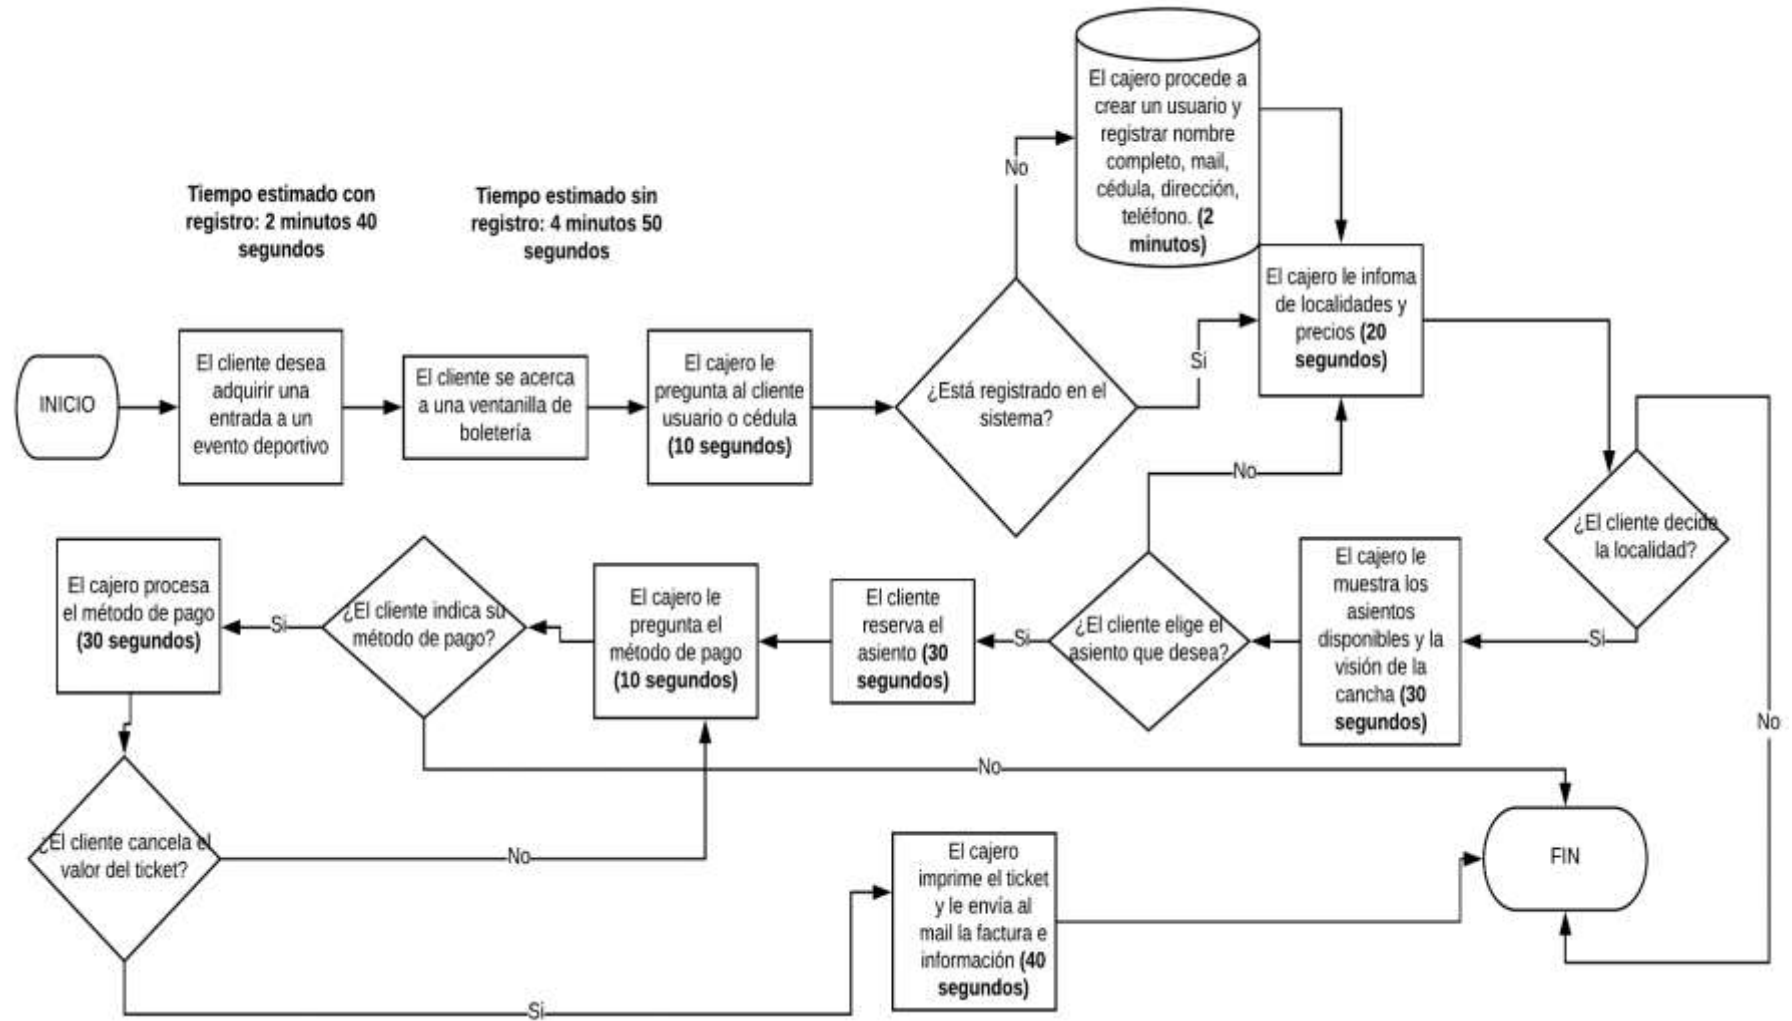 Tiempo estimado con
registro: 2 minutos 40
segundos
Tiempo estimado sin
registro: 4 minutos 50
segundos
INICIO
El cliente desea
adquirir una
entrada a un
evento deportivo
El cliente se acerca
a una ventanilla de
boletería
El cajero le
pregunta al cliente
usuario o cédula
(10 segundos)
¿Está registrado en el
sistema?
No
El cajero procede a
crear un usuario y
registrar nombre
completo, mail,
cédula, dirección,
teléfono. (2
minutos)
Si
El cajero le infoma
de localidades y
precios (20
segundos)
¿El cliente decide
la localidad?
No
Si
El cajero le
muestra los
asientos
disponibles y la
visión de la
cancha (30
segundos)
¿El cliente elige el
asiento que desea?
No
Si
El cliente
reserva el
asiento (30
segundos)
El cajero le
pregunta el
método de pago
(10 segundos)
¿El cliente indica su
método de pago?
No
Si
El cajero procesa
el método de pago
(30 segundos)
¿El cliente cancela el
valor del ticket?
No
Si
El cajero
imprime el ticket
y le envía al
mail la factura e
información (40
segundos)
FIN